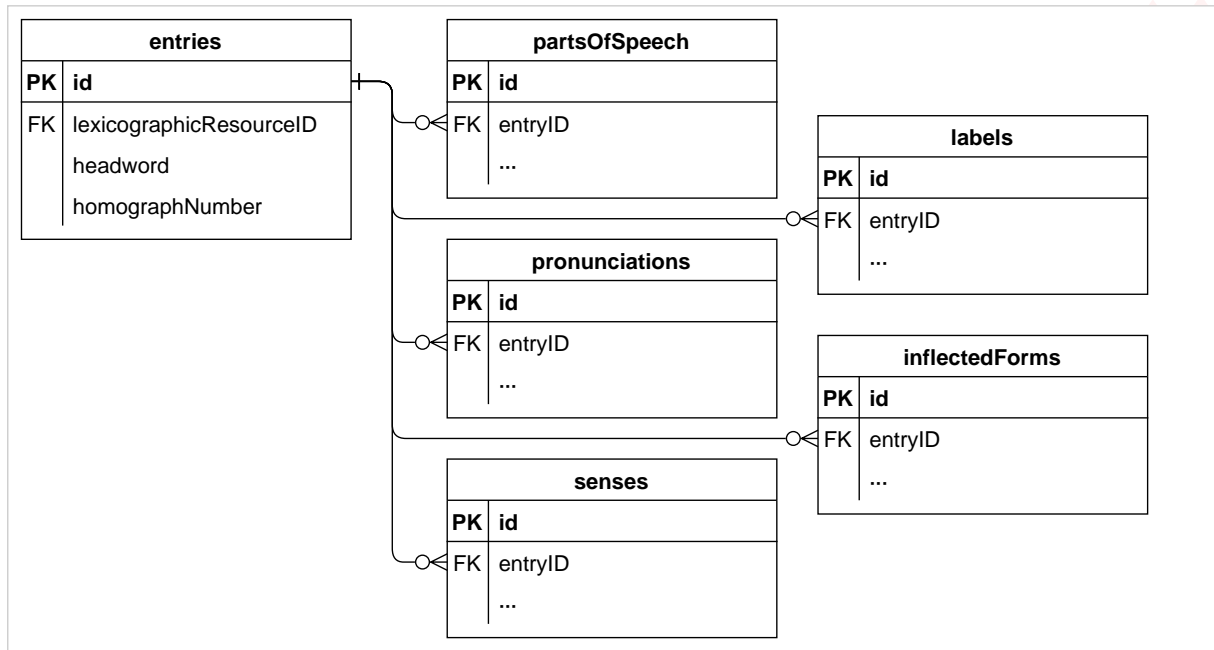 entries
PK id
FK lexicographicResourceID
headword
homographNumber
partsOfSpeech
PK id
FK entryID
...
labels
PK id
FK entryID
...
pronunciations
PK id
FK entryID
...
inflectedForms
PK id
FK entryID
...
senses
PK id
FK entryID
...